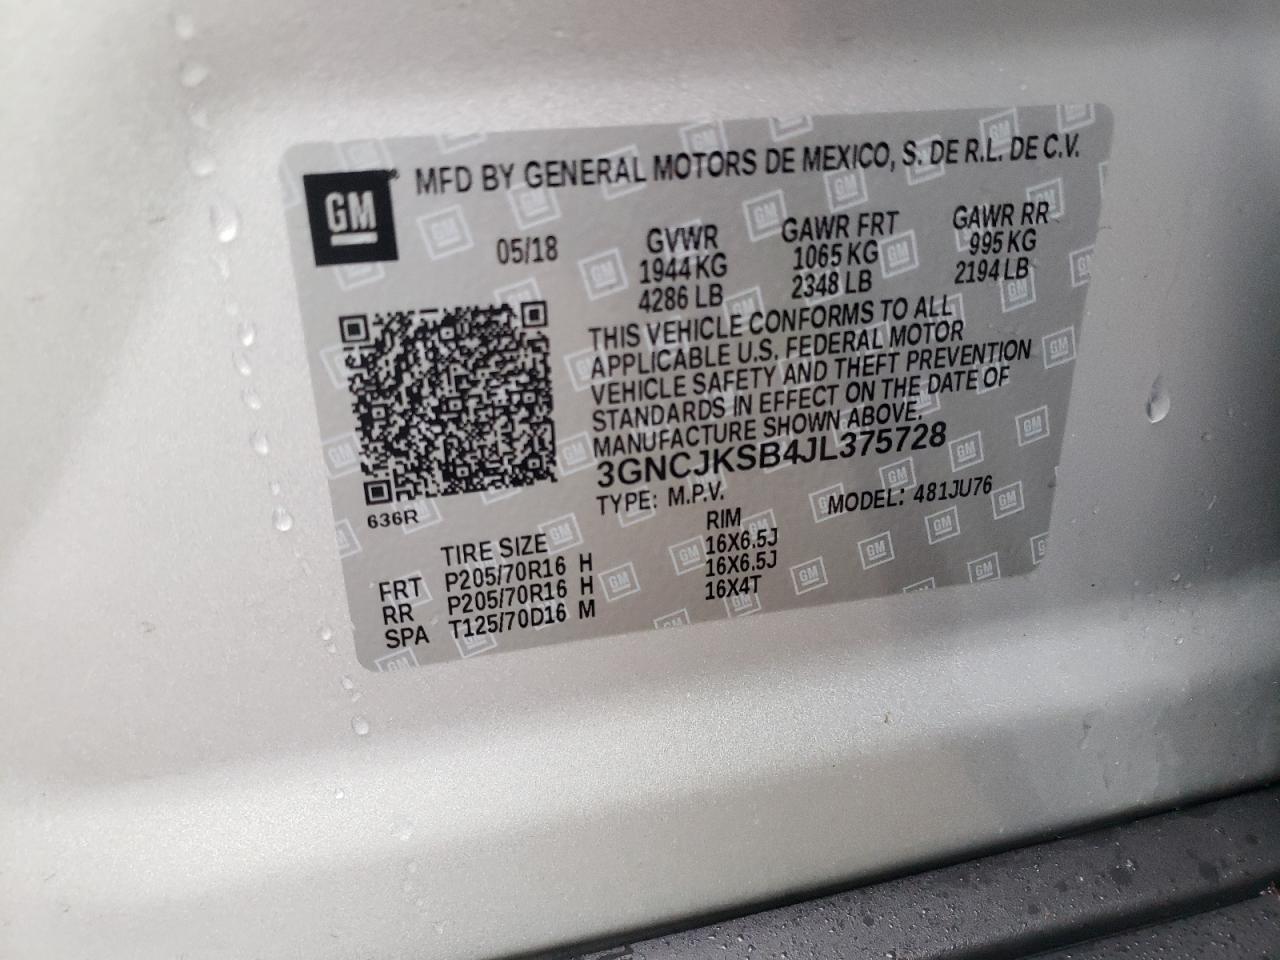 GM
MFD BY GENERAL MOTORS DE MEXICO, S. DE R.L. DE C.V.
05/18 GVWR GAWR FRT GAWR RR
1944 KG 1065 KG 995 KG
4286 LB 2348 LB 2194 LB
THIS VEHICLE CONFORMS TO ALL
APPLICABLE U.S. FEDERAL MOTOR
VEHICLE SAFETY AND THEFT PREVENTION
STANDARDS IN EFFECT ON THE DATE OF
MANUFACTURE SHOWN ABOVE.
3GNCJKSB4JL375728
TYPE: M.P.V. MODEL: 481JU76
636R
TIRE SIZE RIM
FRT P205/70R16 H 16X6.5J
RR P205/70R16 H 16X6.5J
SPA T125/70D16 M 16X4T